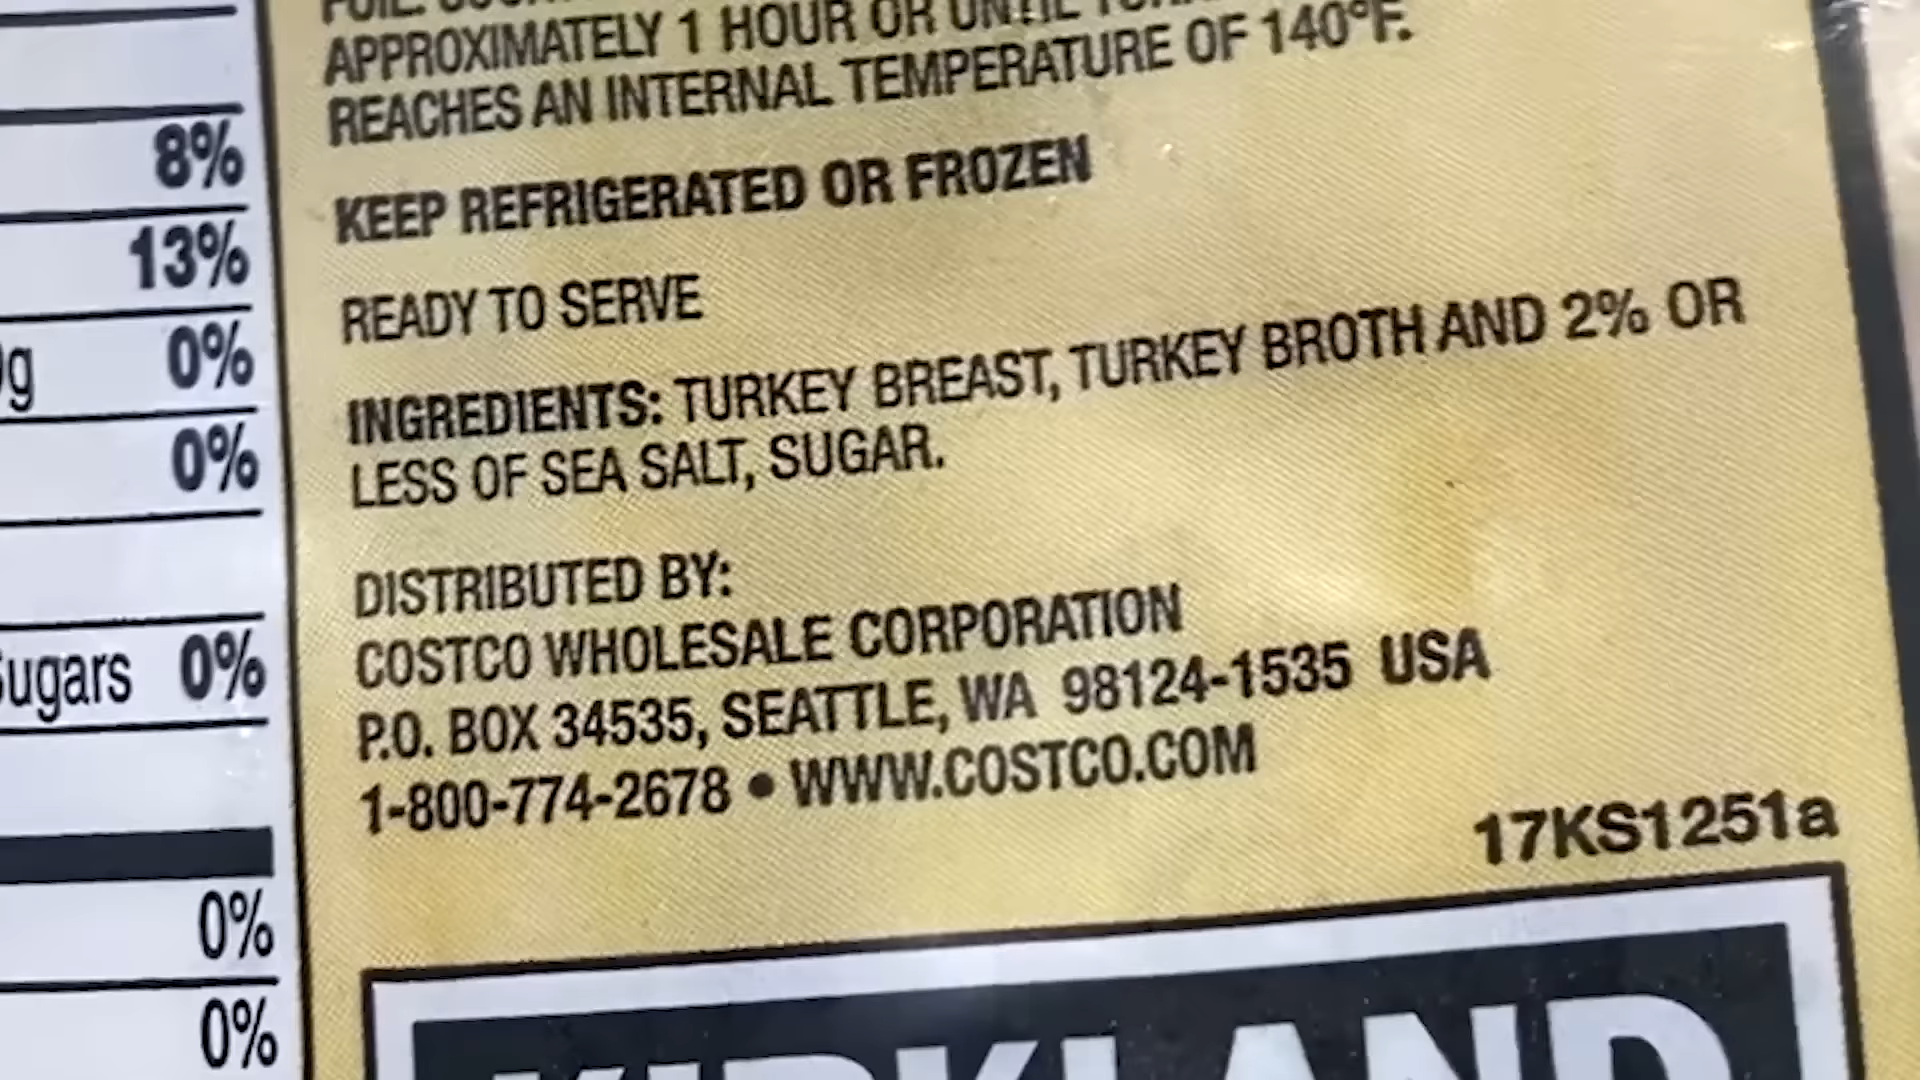 APPROXIMATELY 1 HOUR OR UNTIL
REACHES AN INTERNAL TEMPERATURE OF 140°F.
KEEP REFRIGERATED OR FROZEN
READY TO SERVE
INGREDIENTS: TURKEY BREAST, TURKEY BROTH AND 2% OR
LESS OF SEA SALT, SUGAR.
DISTRIBUTED BY:
COSTCO WHOLESALE CORPORATION
P.O. BOX 34535, SEATTLE, WA 98124-1535 USA
1-800-774-2678 • WWW.COSTCO.COM
17KS1251a
KIRKLAND
8%
13%
0%
0%
Sugars 0%
0%
0%